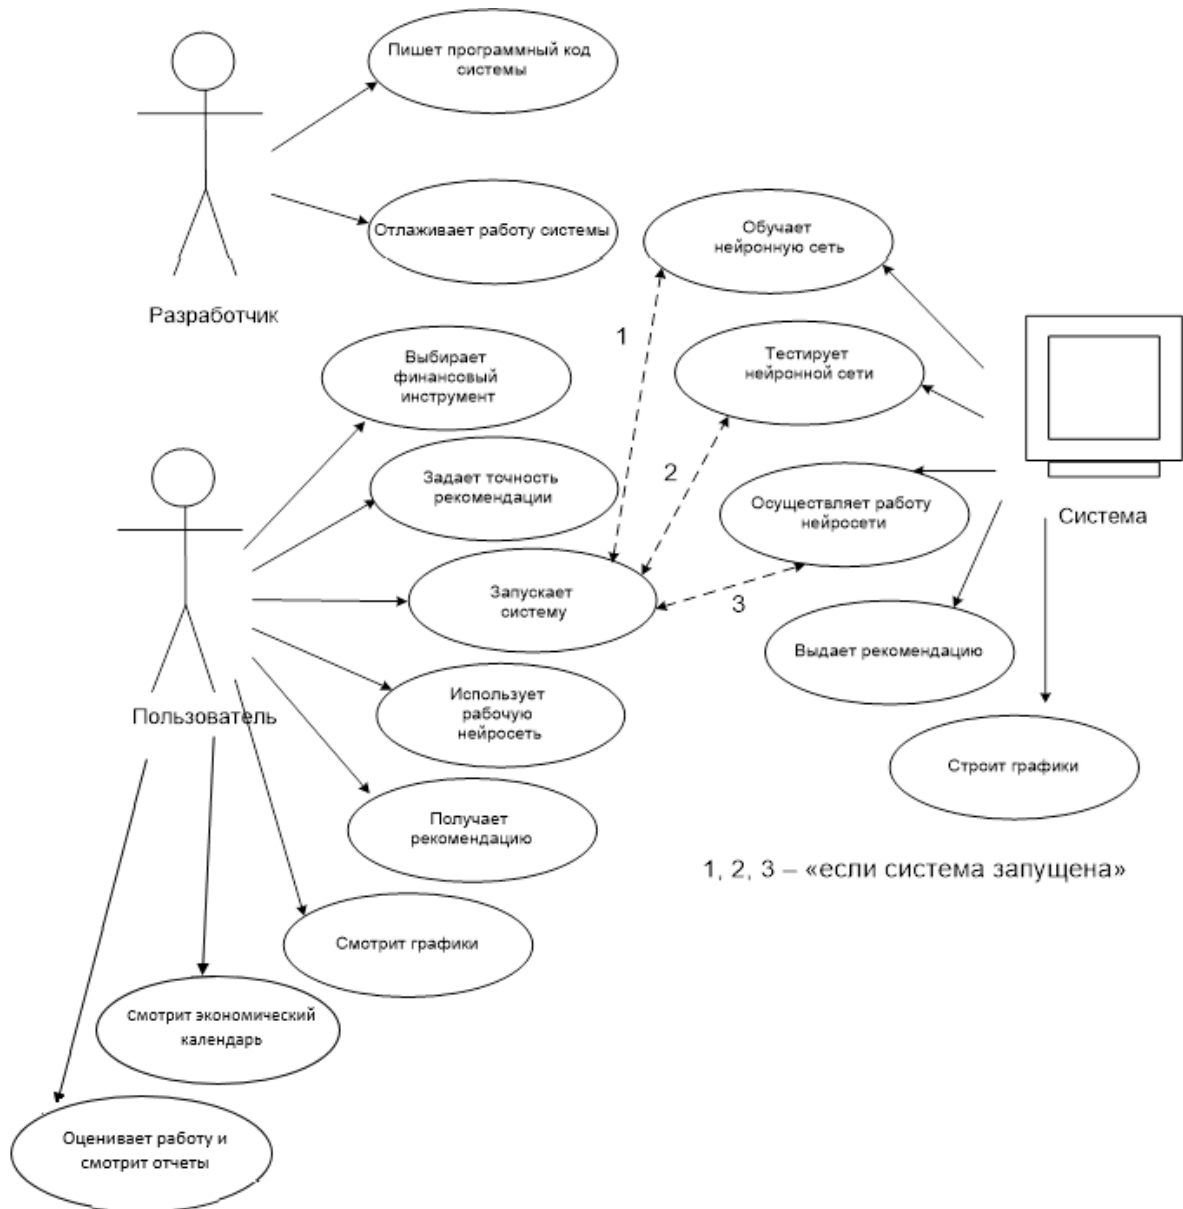 Пишет программный код
системы
Отлаживает работу системы
Разработчик
Обучает
нейронную сеть
1
Выбирает
финансовый
инструмент
Тестирует
нейронной сети
Задает точность
рекомендации
2
Осуществляет работу
нейросети
Система
Запускает
систему
3
Выдает рекомендацию
Использует
рабочую
нейросеть
Пользователь
Строит графики
Получает
рекомендацию
1, 2, 3 – «если система запущена»
Смотрит графики
Смотрит экономический
календарь
Оценивает работу и
смотрит отчеты